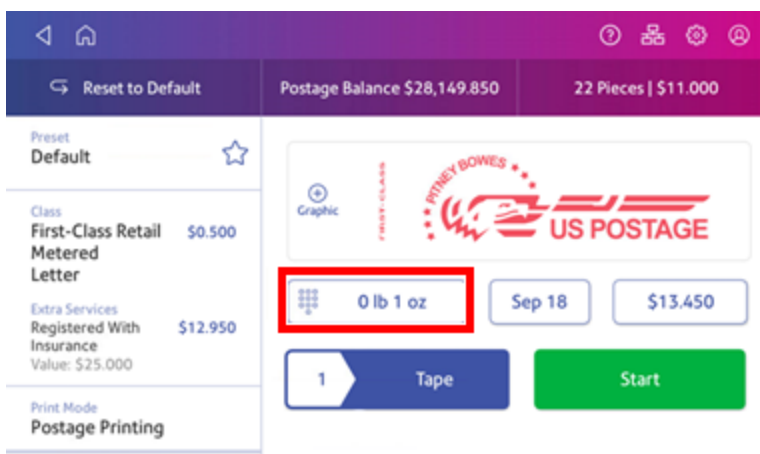 Reset to Default
Postage Balance $28,149.850
22 Pieces | $11.000
Preset
Default
Class
First-Class Retail $0.500
Metered
Letter
Extra Services
Registered With $12.950
Insurance
Value: $25.000
Print Mode
Postage Printing
Graphic
FIRST-CLASS
PITNEY BOWES
US POSTAGE
0 lb 1 oz
Sep 18
$13.450
1 Tape
Start